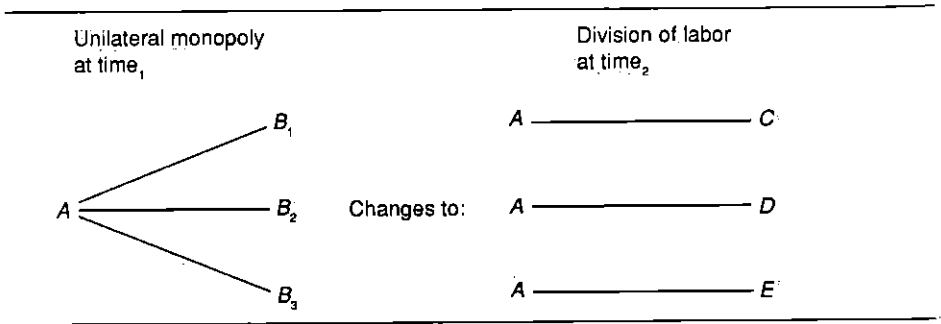 Unilateral monopoly
at time₁
Division of labor
at time₂
B₁
A
B₂
B₃
Changes to:
A C
A D
A E